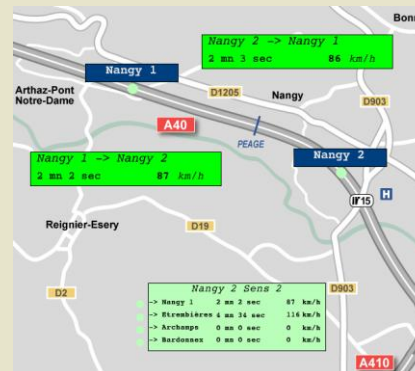 Bonn
Nangy 2 -> Nangy 1
2 mn 3 sec 86 km/h
Nangy 1
Arthaz-Pont
Notre-Dame
D1205
Nangy
D903
A40
PEAGE
Nangy 2
Nangy 1 -> Nangy 2
2 mn 2 sec 87 km/h
H
15
Reignier-Esery
D19
D2
D903
Nangy 2 Sens 2
-> Nangy 1 2 mn 2 sec 87 km/h
-> Etrembières 4 mn 34 sec 116 km/h
-> Archamps 0 mn 0 sec 0 km/h
-> Bardonnex 0 mn 0 sec 0 km/h
A410